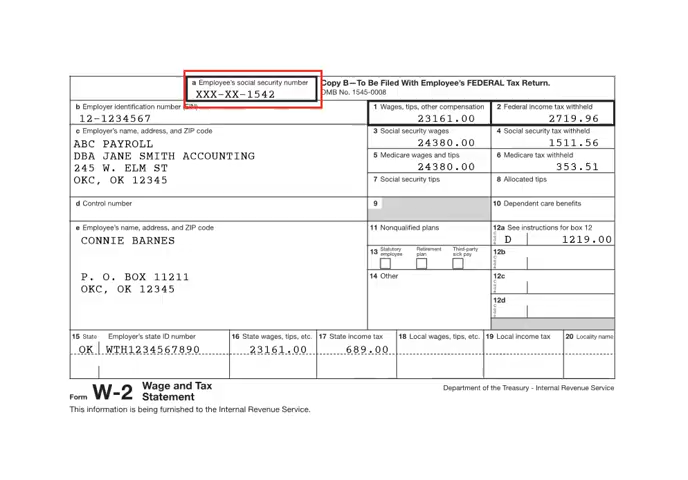 a Employee's social security number
XXX-XX-1542
Copy B—To Be Filed With Employee's FEDERAL Tax Return.
OMB No. 1545-0008
b Employer identification number (EIN)
12-1234567
1 Wages, tips, other compensation
23161.00
2 Federal income tax withheld
2719.96
c Employer's name, address, and ZIP code
ABC PAYROLL
DBA JANE SMITH ACCOUNTING
245 W. ELM ST
OKC, OK 12345
3 Social security wages
24380.00
4 Social security tax withheld
1511.56
5 Medicare wages and tips
24380.00
6 Medicare tax withheld
353.51
7 Social security tips
8 Allocated tips
d Control number
9
10 Dependent care benefits
e Employee's name, address, and ZIP code
CONNIE BARNES
P. O. BOX 11211
OKC, OK 12345
11 Nonqualified plans
12a See instructions for box 12
D 1219.00
13 Statutory employee Retirement plan Third-party sick pay
12b
14 Other
12c
12d
15 State Employer's state ID number
OK WTH1234567890
16 State wages, tips, etc.
23161.00
17 State income tax
689.00
18 Local wages, tips, etc.
19 Local income tax
20 Locality name
Form W-2 Wage and Tax Statement
Department of the Treasury - Internal Revenue Service
This information is being furnished to the Internal Revenue Service.